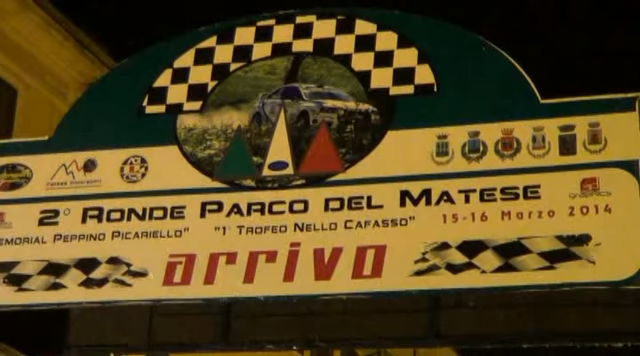 2° RONDE PARCO DEL MATESE
EMORIAL PEPPINO PICARIELLO" "1° TROFEO NELLO CAFASSO" 15-16 Marzo 2014
arrivo